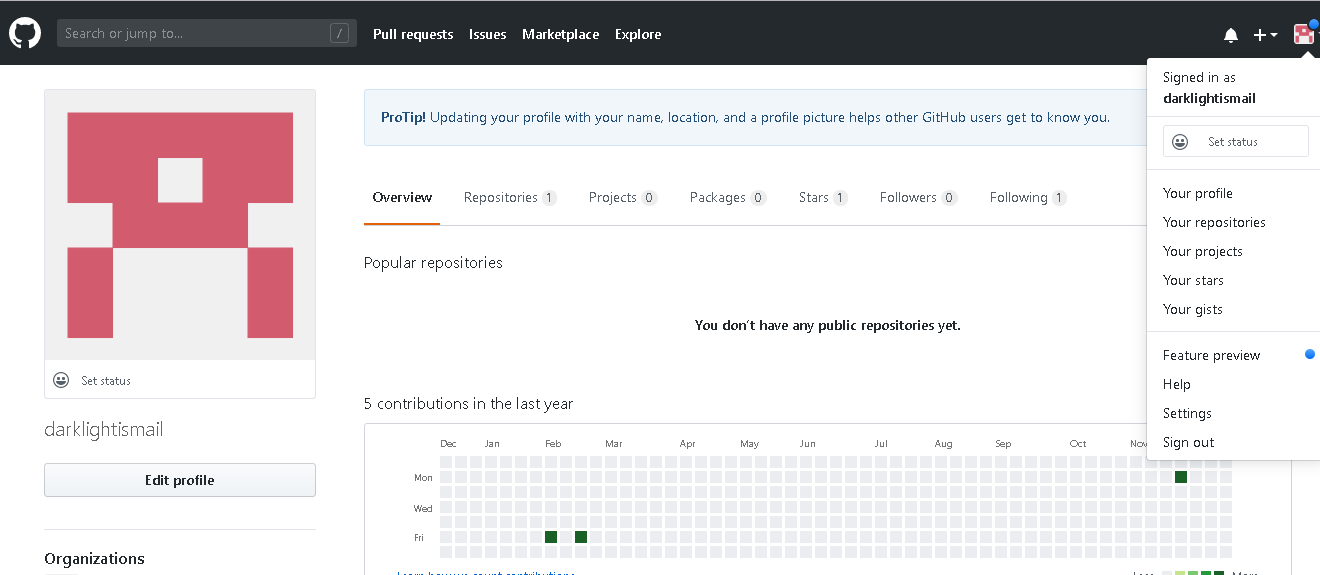 Search or jump to...
/
Pull requests
Issues
Marketplace
Explore
Signed in as
darklightismail
Set status
Your profile
Your repositories
Your projects
Your stars
Your gists
Feature preview
Help
Settings
Sign out
ProTip! Updating your profile with your name, location, and a profile picture helps other GitHub users get to know you.
Overview
Repositories 1
Projects 0
Packages 0
Stars 1
Followers 0
Following 1
Popular repositories
You don't have any public repositories yet.
Set status
darklightismail
Edit profile
Organizations
5 contributions in the last year
Dec Jan Feb Mar Apr May Jun Jul Aug Sep Oct Nov
Mon
Wed
Fri
Learn how we count contributions
Less
More